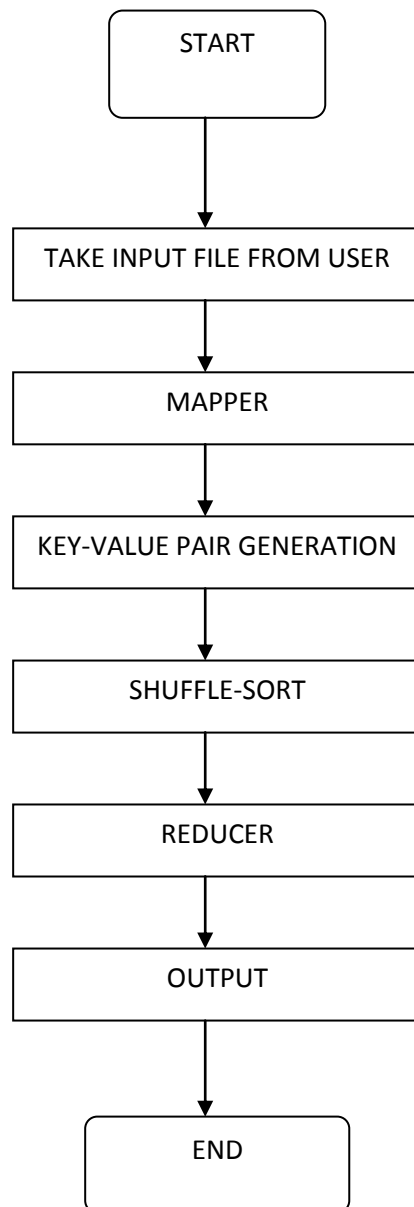 START
TAKE INPUT FILE FROM USER
MAPPER
KEY-VALUE PAIR GENERATION
SHUFFLE-SORT
REDUCER
OUTPUT
END